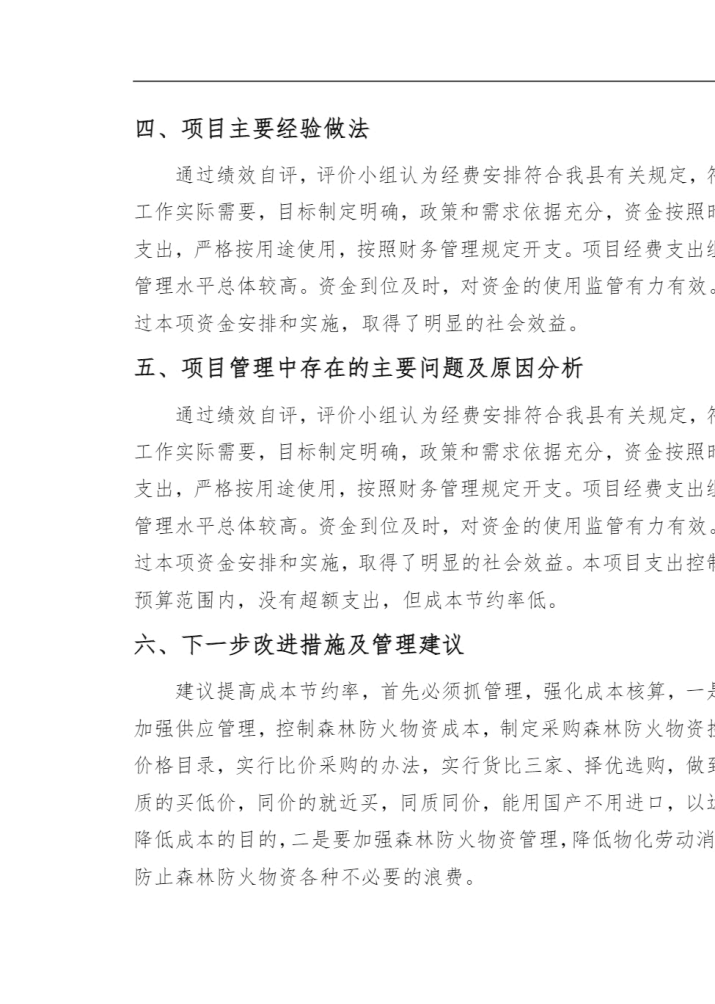 四、项目主要经验做法
通过绩效自评，评价小组认为经费安排符合我县有关规定，
工作实际需要，目标制定明确，政策和需求依据充分，资金按照
支出，严格按用途使用，按照财务管理规定开支。项目经费支出
管理水平总体较高。资金到位及时，对资金的使用监管有力有效。
过本项资金安排和实施，取得了明显的社会效益。
五、项目管理中存在的主要问题及原因分析
通过绩效自评，评价小组认为经费安排符合我县有关规定，
工作实际需要，目标制定明确，政策和需求依据充分，资金按照
支出，严格按用途使用，按照财务管理规定开支。项目经费支出
管理水平总体较高。资金到位及时，对资金的使用监管有力有效。
过本项资金安排和实施，取得了明显的社会效益。本项目支出控
预算范围内，没有超额支出，但成本节约率低。
六、下一步改进措施及管理建议
建议提高成本节约率，首先必须抓管理，强化成本核算，一
加强供应管理，控制森林防火物资成本，制定采购森林防火物资
价格目录，实行比价采购的办法，实行货比三家、择优选购，做
质的买低价，同价的就近买，同质同价，能用国产不用进口，以
降低成本的目的，二是要加强森林防火物资管理，降低物化劳动消
防止森林防火物资各种不必要的浪费。